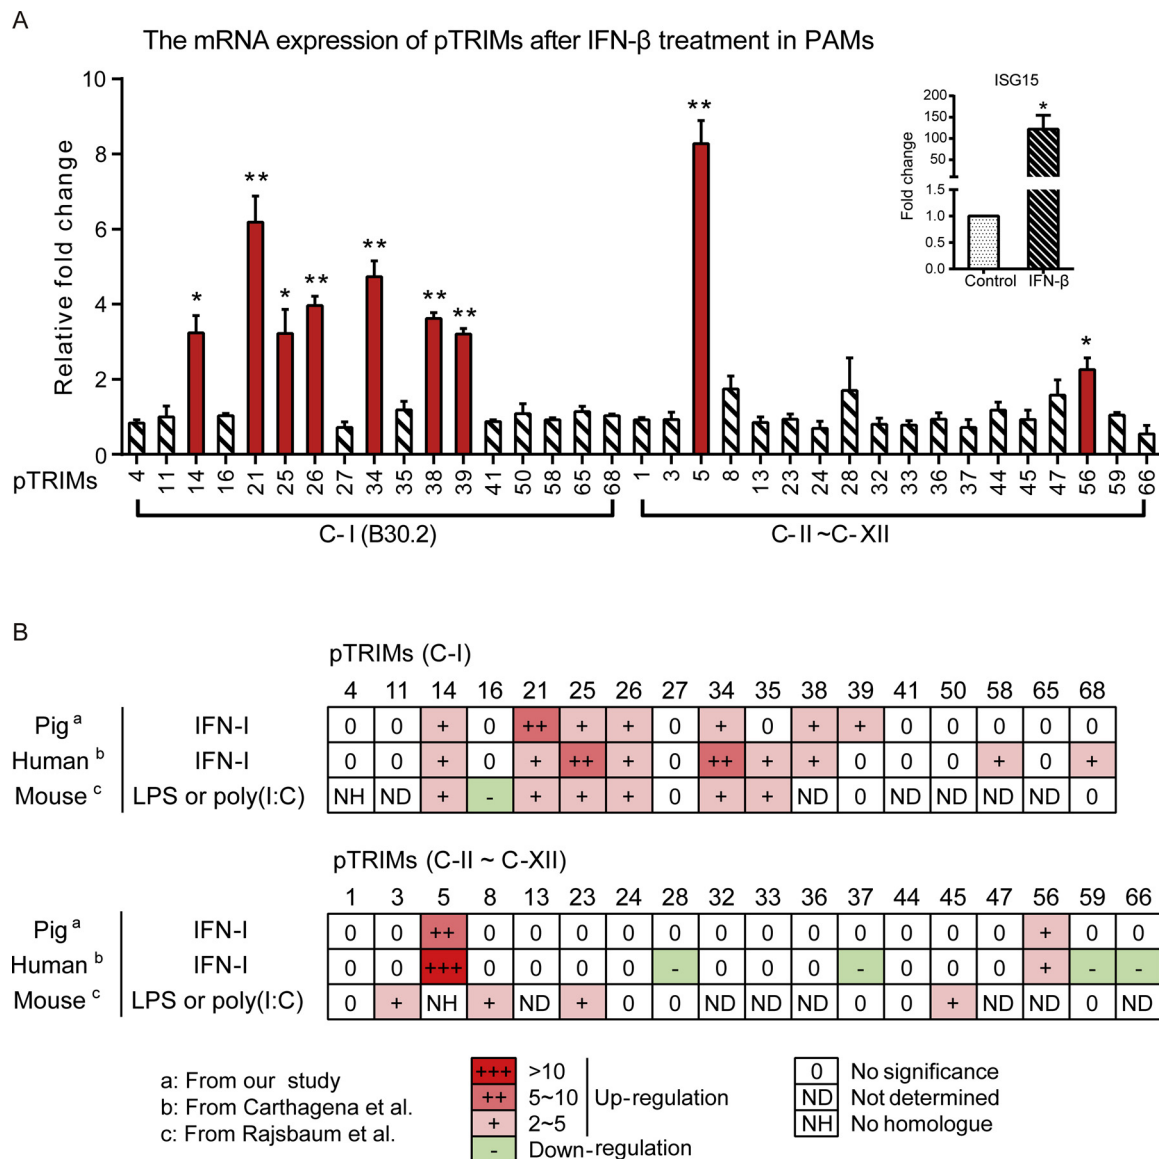 A
The mRNA expression of pTRIMs after IFN-β treatment in PAMs
Relative fold change
10
8
6
4
2
0
* ** * ** ** ** ** ** *
ISG15
Fold change
200
150
100
50
1.5
1.0
0.5
0.0
*
Control IFN-β
pTRIMs 4 11 14 16 21 25 26 27 34 35 38 39 41 50 58 65 68 1 3 5 8 13 23 24 28 32 33 36 37 44 45 47 56 59 66
C-I (B30.2) C-II~C-XII
B
pTRIMs (C-I)
4 11 14 16 21 25 26 27 34 35 38 39 41 50 58 65 68
Pig a IFN-I 0 0 + 0 ++ + + 0 + 0 + + 0 0 0 0 0
Human b IFN-I 0 0 + 0 + ++ + 0 ++ + + 0 0 0 + 0 +
Mouse c LPS or poly(I:C) NH ND + - + + + 0 + + ND 0 ND ND ND ND 0
pTRIMs (C-II ~ C-XII)
1 3 5 8 13 23 24 28 32 33 36 37 44 45 47 56 59 66
Pig a IFN-I 0 0 ++ 0 0 0 0 0 0 0 0 0 0 0 0 + 0 0
Human b IFN-I 0 0 +++ 0 0 0 0 - 0 0 0 - 0 0 0 + - -
Mouse c LPS or poly(I:C) 0 + NH + ND + 0 0 ND ND ND 0 0 + ND ND 0 ND
a: From our study
b: From Carthagena et al.
c: From Rajsbaum et al.
+++ >10
++ 5~10
+ 2~5
Up-regulation
- Down-regulation
0 No significance
ND Not determined
NH No homologue